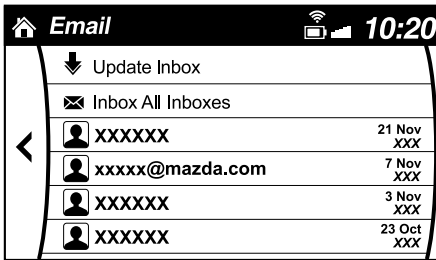 Email 10:20
Update Inbox
Inbox All Inboxes
XXXXXX 21 Nov
XXX
xxxxx@mazda.com 7 Nov
XXX
XXXXXX 3 Nov
XXX
XXXXXX 23 Oct
XXX